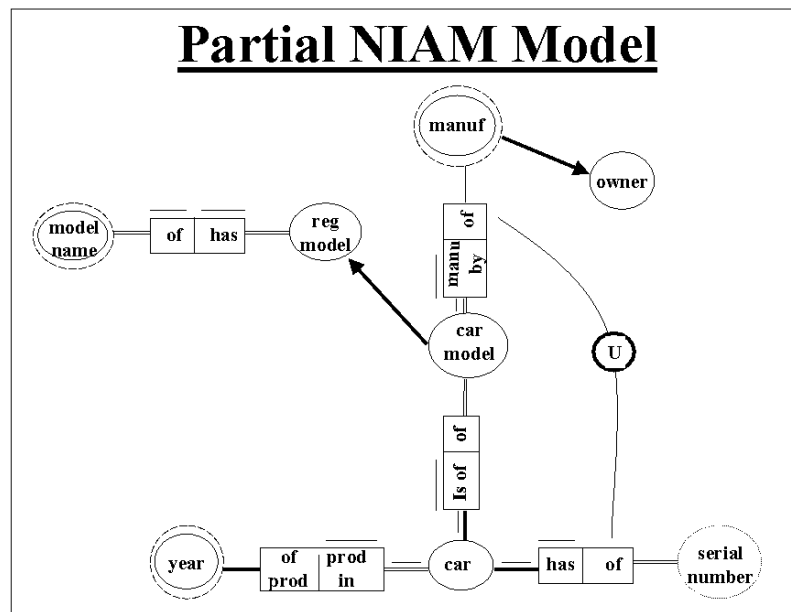 Partial NIAM Model
manuf
owner
of
manu
by
model
name
of
has
reg
model
car
model
U
of
Is of
year
of
prod
prod
in
car
has
of
serial
number